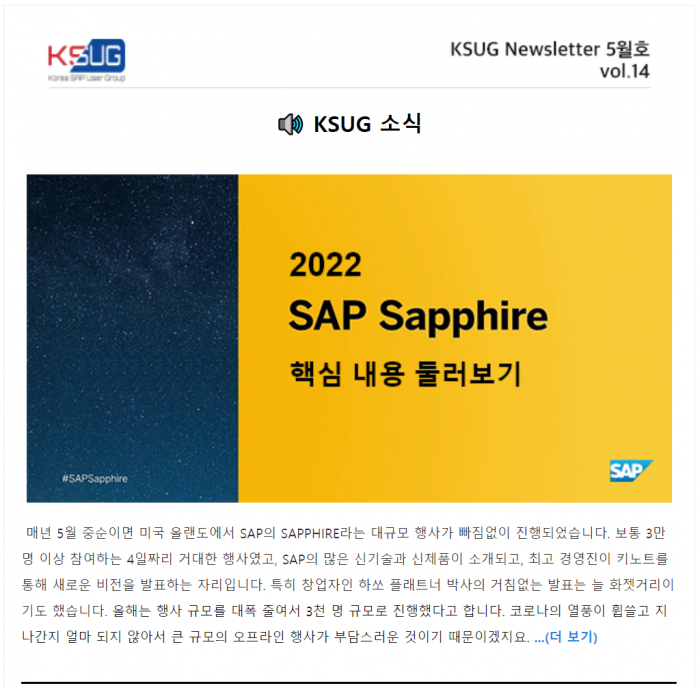 KSUG
Korea SAP User Group
KSUG Newsletter 5월호
vol.14
KSUG 소식
2022
SAP Sapphire
핵심 내용 둘러보기
#SAPSapphire
SAP
매년 5월 중순이면 미국 올랜도에서 SAP의 SAPPHIRE라는 대규모 행사가 빠짐없이 진행되었습니다. 보통 3만
명 이상 참여하는 4일짜리 거대한 행사였고, SAP의 많은 신기술과 신제품이 소개되고, 최고 경영진이 키노트를
통해 새로운 비전을 발표하는 자리입니다. 특히 창업자인 하쏘 플래트너 박사의 거침없는 발표는 늘 화젯거리이
기도 했습니다. 올해는 행사 규모를 대폭 줄여서 3천 명 규모로 진행했다고 합니다. 코로나의 열풍이 휩쓸고 지
나간지 얼마 되지 않아서 큰 규모의 오프라인 행사가 부담스러운 것이기 때문이겠지요. ...(더 보기)